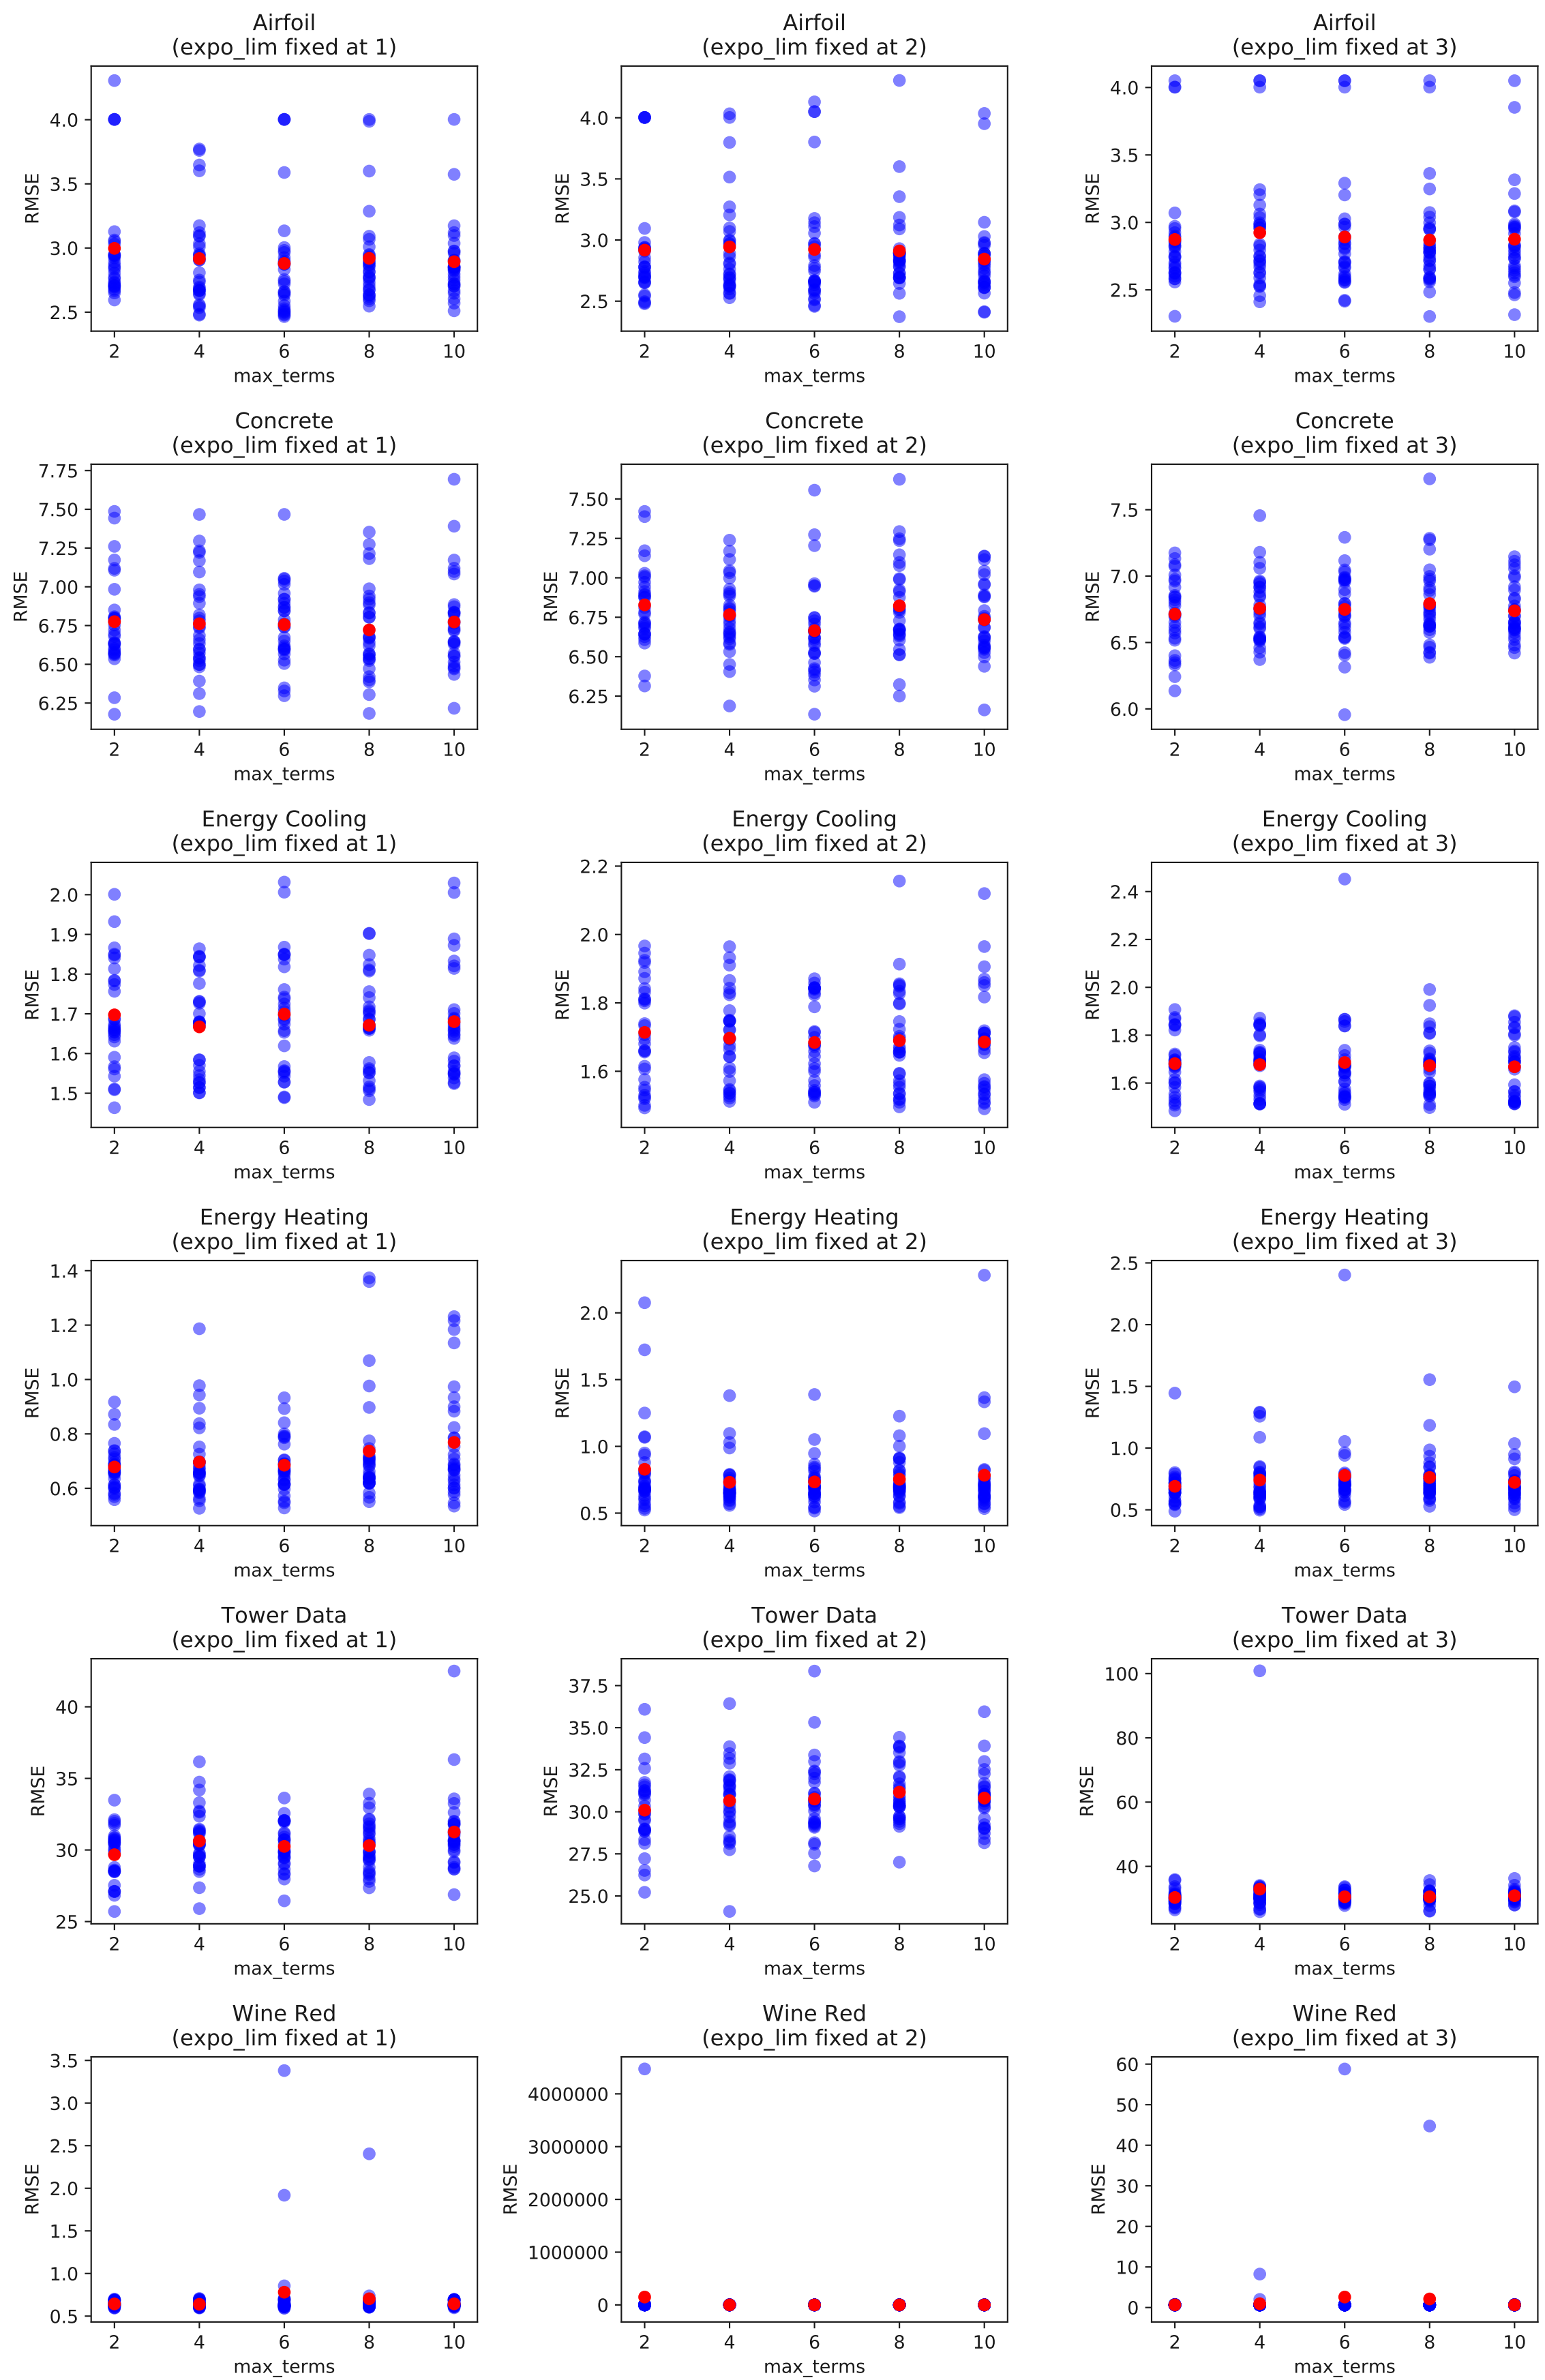 Airfoil
(expo_lim fixed at 1)
RMSE
4.0
3.5
3.0
2.5
2 4 6 8 10
max_terms
Airfoil
(expo_lim fixed at 2)
RMSE
4.0
3.5
3.0
2.5
2 4 6 8 10
max_terms
Airfoil
(expo_lim fixed at 3)
RMSE
4.0
3.5
3.0
2.5
2 4 6 8 10
max_terms
Concrete
(expo_lim fixed at 1)
RMSE
7.75
7.50
7.25
7.00
6.75
6.50
6.25
2 4 6 8 10
max_terms
Concrete
(expo_lim fixed at 2)
RMSE
7.50
7.25
7.00
6.75
6.50
6.25
2 4 6 8 10
max_terms
Concrete
(expo_lim fixed at 3)
RMSE
7.5
7.0
6.5
6.0
2 4 6 8 10
max_terms
Energy Cooling
(expo_lim fixed at 1)
RMSE
2.0
1.9
1.8
1.7
1.6
1.5
2 4 6 8 10
max_terms
Energy Cooling
(expo_lim fixed at 2)
RMSE
2.2
2.0
1.8
1.6
2 4 6 8 10
max_terms
Energy Cooling
(expo_lim fixed at 3)
RMSE
2.4
2.2
2.0
1.8
1.6
2 4 6 8 10
max_terms
Energy Heating
(expo_lim fixed at 1)
RMSE
1.4
1.2
1.0
0.8
0.6
2 4 6 8 10
max_terms
Energy Heating
(expo_lim fixed at 2)
RMSE
2.0
1.5
1.0
0.5
2 4 6 8 10
max_terms
Energy Heating
(expo_lim fixed at 3)
RMSE
2.5
2.0
1.5
1.0
0.5
2 4 6 8 10
max_terms
Tower Data
(expo_lim fixed at 1)
RMSE
40
35
30
25
2 4 6 8 10
max_terms
Tower Data
(expo_lim fixed at 2)
RMSE
37.5
35.0
32.5
30.0
27.5
25.0
2 4 6 8 10
max_terms
Tower Data
(expo_lim fixed at 3)
RMSE
100
80
60
40
2 4 6 8 10
max_terms
Wine Red
(expo_lim fixed at 1)
RMSE
3.5
3.0
2.5
2.0
1.5
1.0
0.5
2 4 6 8 10
max_terms
Wine Red
(expo_lim fixed at 2)
RMSE
4000000
3000000
2000000
1000000
0
2 4 6 8 10
max_terms
Wine Red
(expo_lim fixed at 3)
RMSE
60
50
40
30
20
10
0
2 4 6 8 10
max_terms